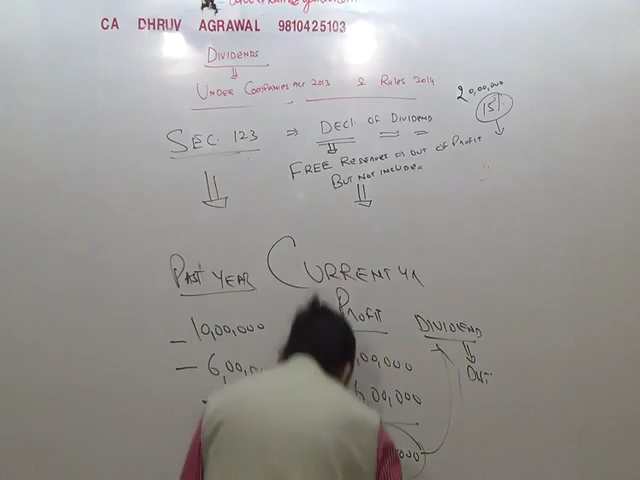 CA DHRUV AGRAWAL 9810425103
DIVIDENDS
UNDER COMPANIES ACT 2013 & RULES 2014
20,00,000
15%
SEC. 123 ⇒ DECL OF DIVIDEND
FREE RESERVES ⇒ OUT OF PROFIT
BUT NOT INCLUDE
PAST YEAR CURRENT YR
PROFIT
DIVIDEND
- 10,00,000
- 6,00,
,00,000
6,00,000
000